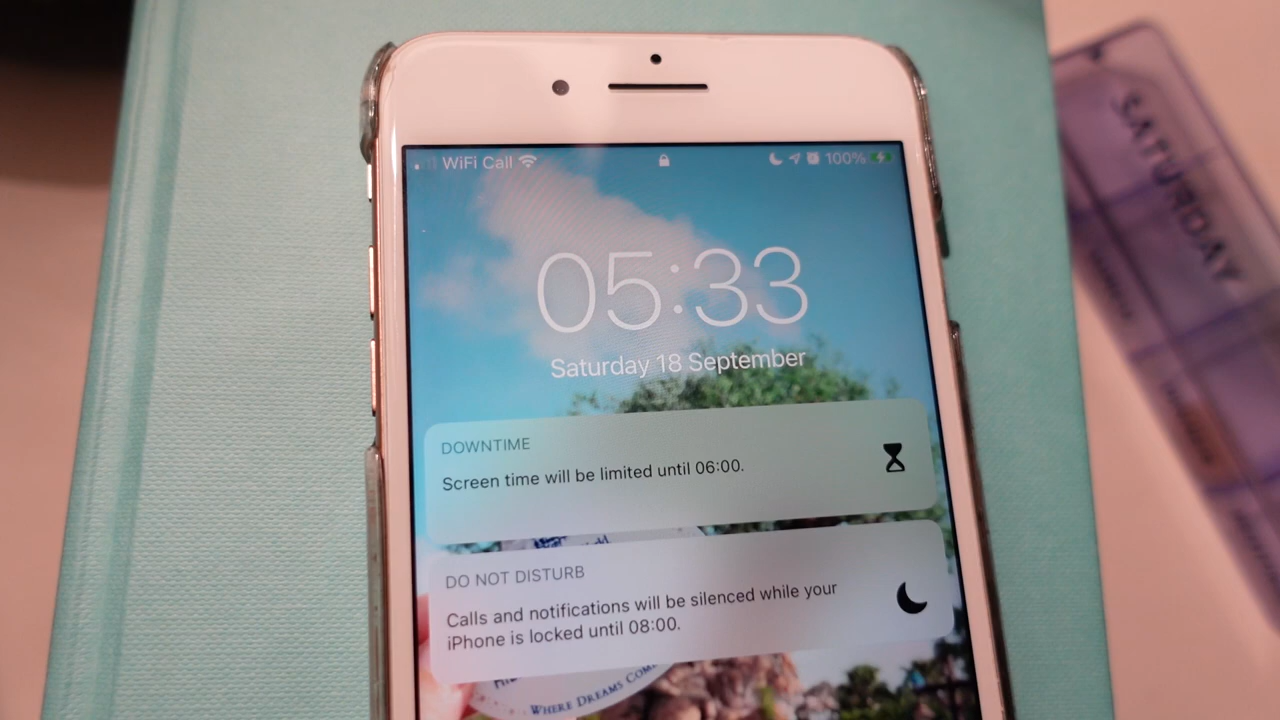 WiFi Call 100%
05:33
Saturday 18 September
DOWNTIME
Screen time will be limited until 06:00.
DO NOT DISTURB
Calls and notifications will be silenced while your
iPhone is locked until 08:00.
WHERE DREAMS COM
SATURDAY